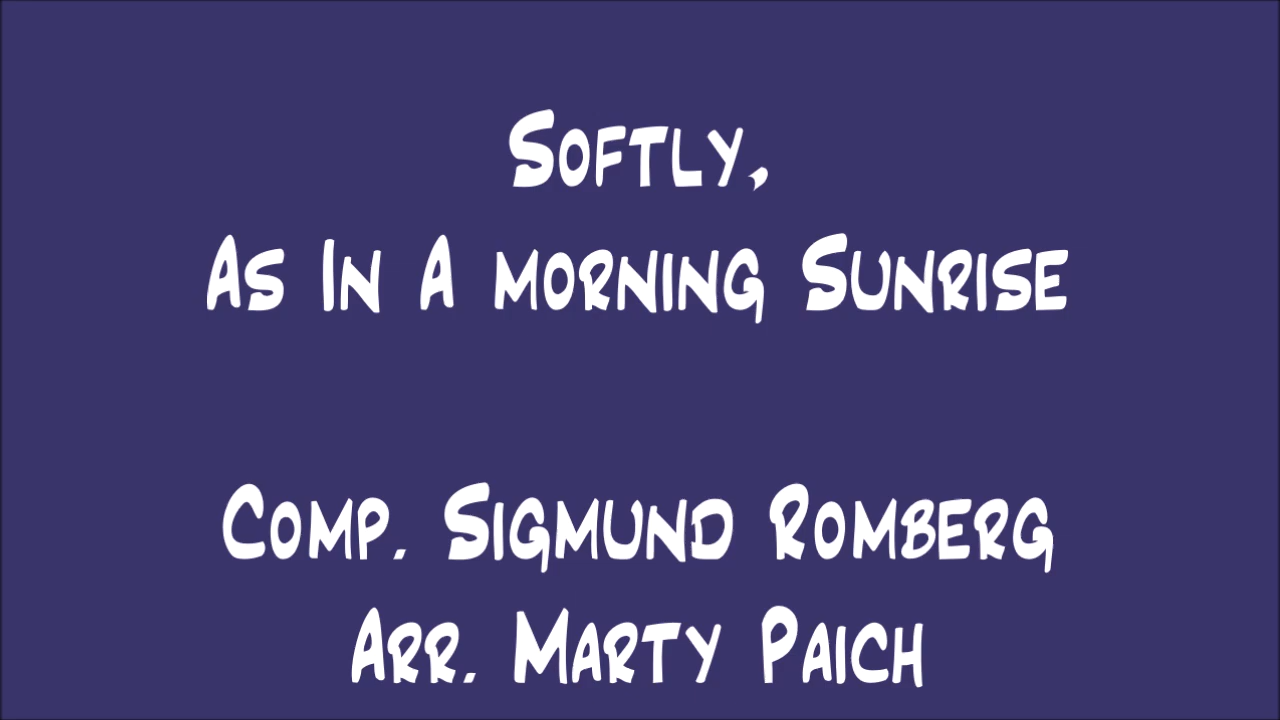 Softly,
As In A morning Sunrise
Comp. Sigmund Romberg
Arr. Marty Paich